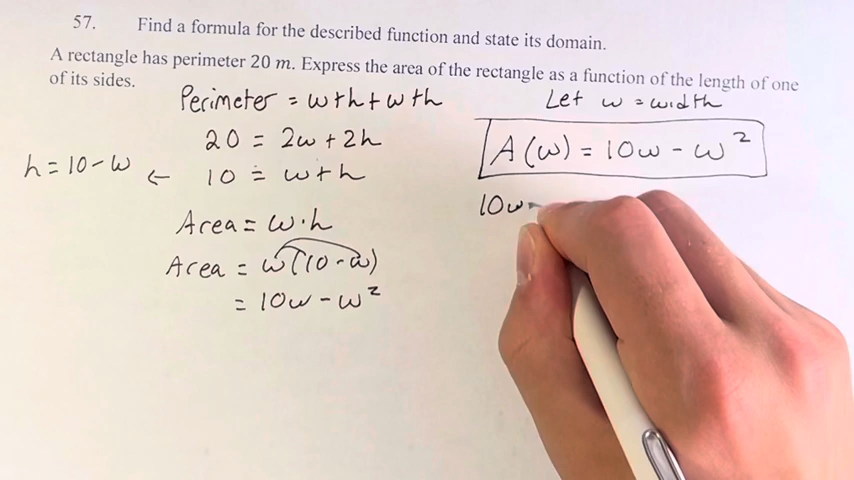 57. Find a formula for the described function and state its domain.
A rectangle has perimeter 20 m. Express the area of the rectangle as a function of the length of one
of its sides.
Perimeter = w+h+w+h
Let w = width
20 = 2w + 2h
A(w) = 10w - w²
h = 10-w ← 10 = w+h
10w-
Area = w·h
Area = w(10-w)
= 10w - w²